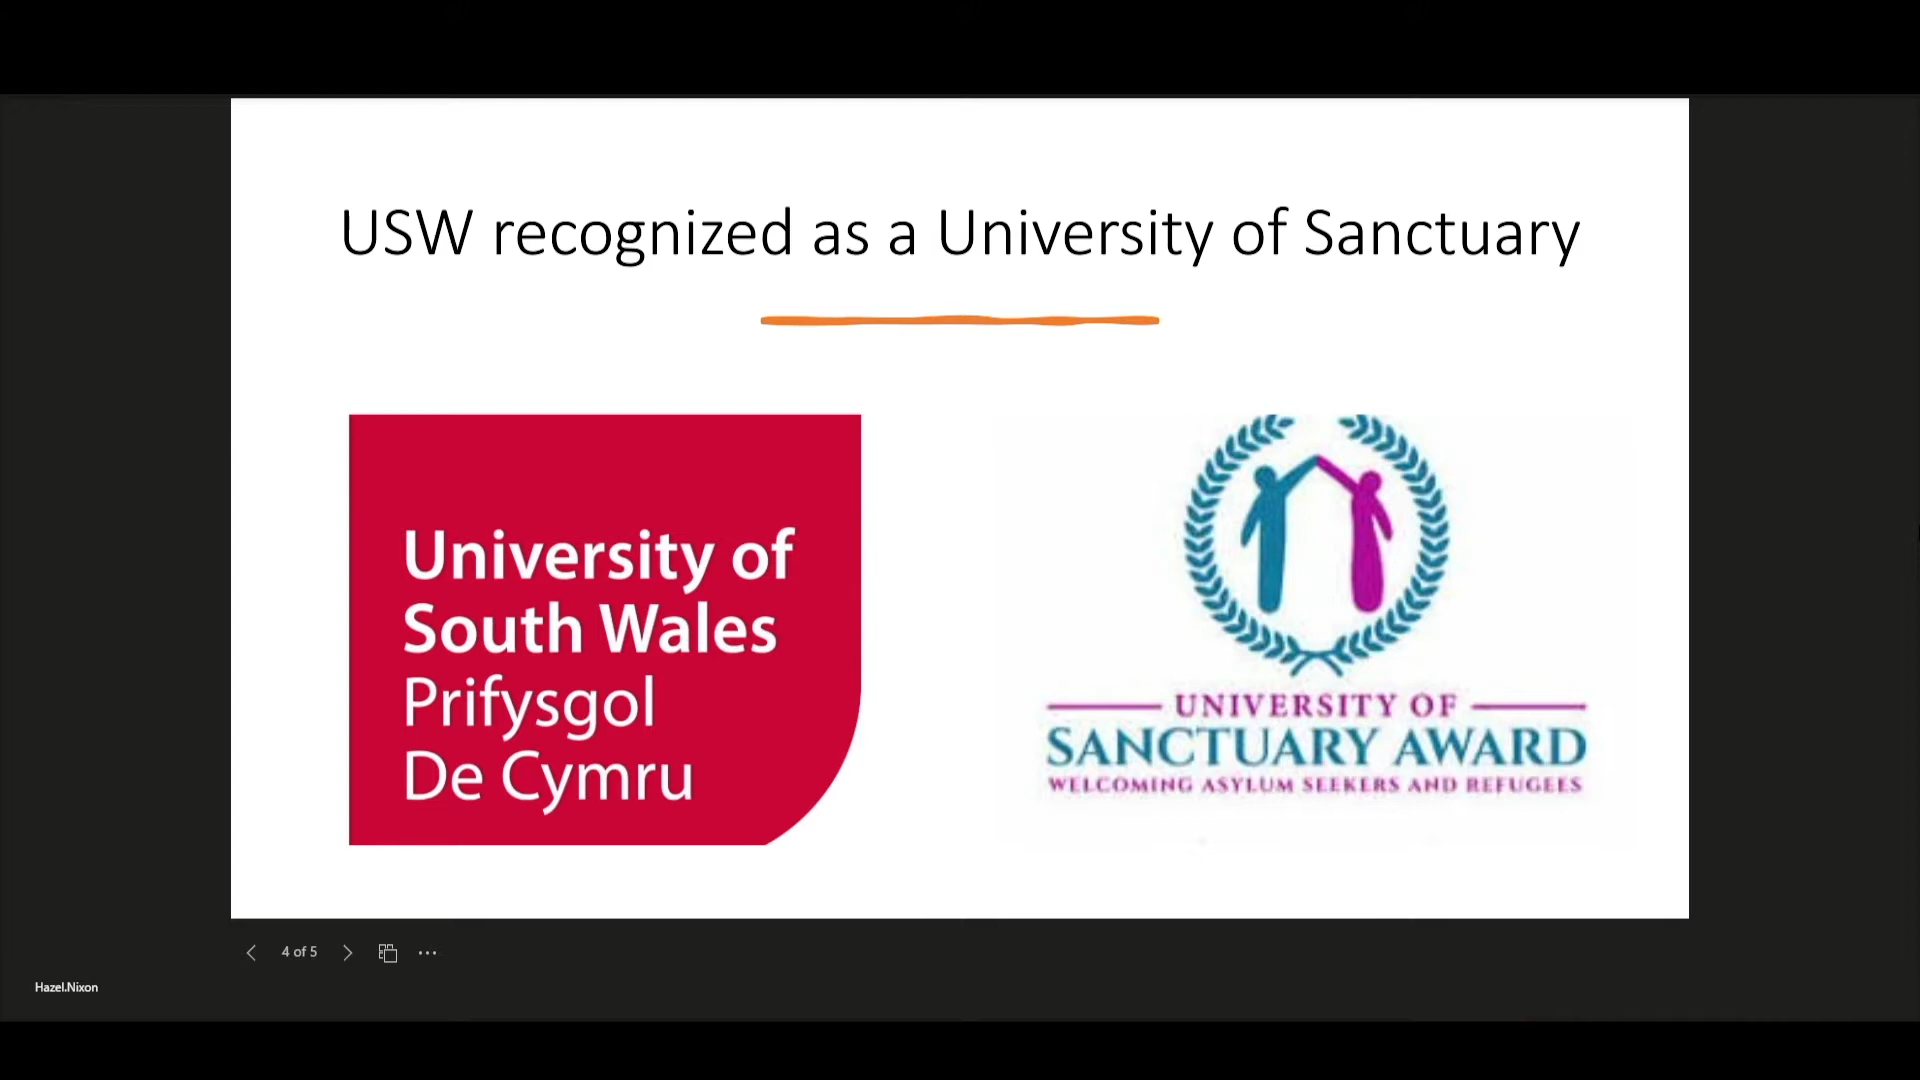 USW recognized as a University of Sanctuary
University of
South Wales
Prifysgol
De Cymru
UNIVERSITY OF
SANCTUARY AWARD
WELCOMING ASYLUM SEEKERS AND REFUGEES
4 of 5
Hazel.Nixon